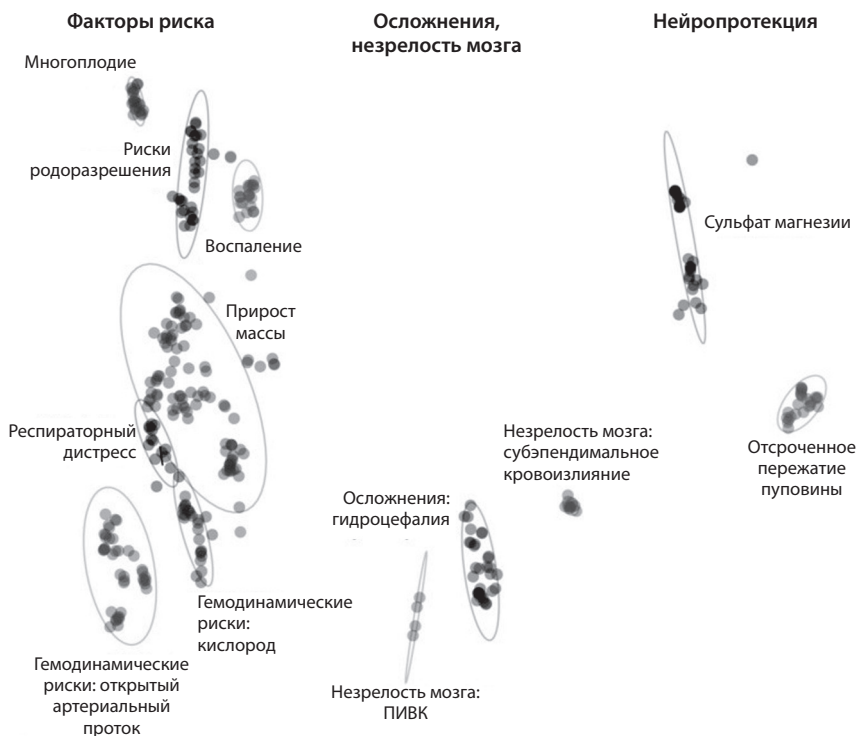 Факторы риска
Осложнения,
незрелость мозга
Нейропротекция
Многоплодие
Риски
родоразрешения
Воспаление
Прирост
массы
Респираторный
дистресс
Гемодинамические
риски:
кислород
Гемодинамические
риски: открытый
артериальный
проток
Осложнения:
гидроцефалия
Незрелость мозга:
субэпендимальное
кровоизлияние
Незрелость мозга:
ПИВК
Сульфат магнезии
Отсроченное
пережатие
пуповины